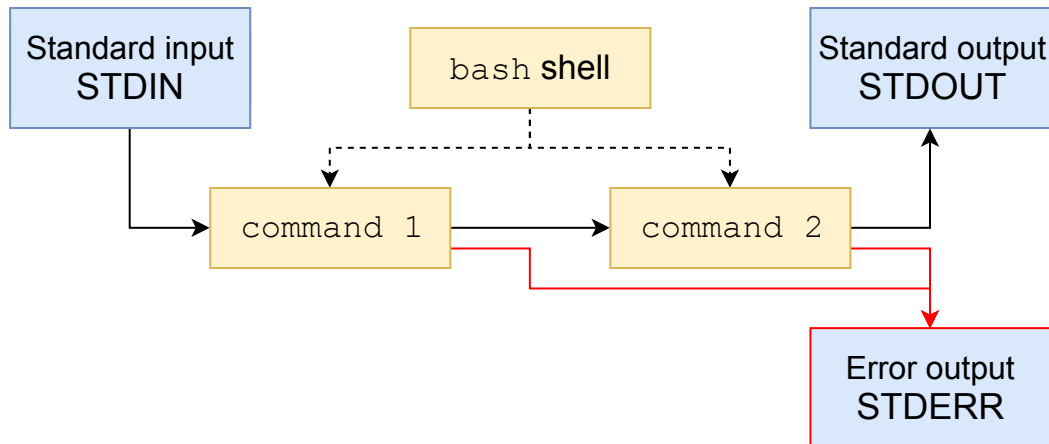 Standard input
STDIN
bash shell
Standard output
STDOUT
command 1
command 2
Error output
STDERR